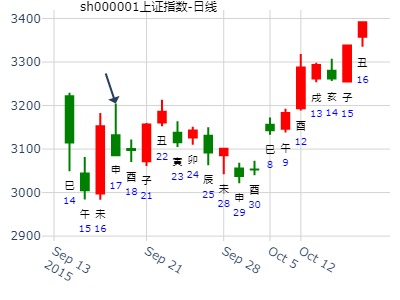 sh000001上证指数-日线
3400
3300
3200
3100
3000
2900
巳
14
午
15
未
16
申
17
酉
18
子
21
丑
22
寅
23
卯
24
辰
25
未
28
申
29
酉
30
巳
8
午
9
酉
12
戌
13
亥
14
子
15
丑
16
Sep 13
2015
Sep 21
Sep 28
Oct 5
Oct 12